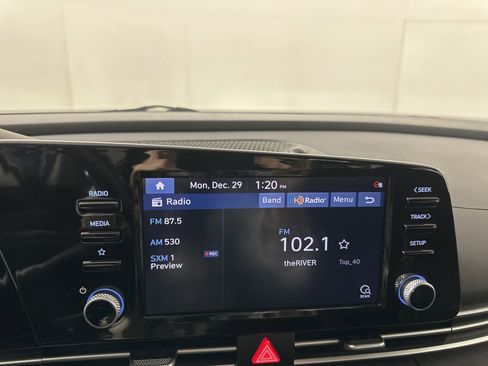 RADIO
MEDIA
Mon, Dec. 29 1:20 PM
Radio Band HD Radio Menu
FM 87.5
AM 530
SXM 1 REC
Preview
FM
102.1
theRIVER Top_40
SCAN
< SEEK
TRACK >
SETUP